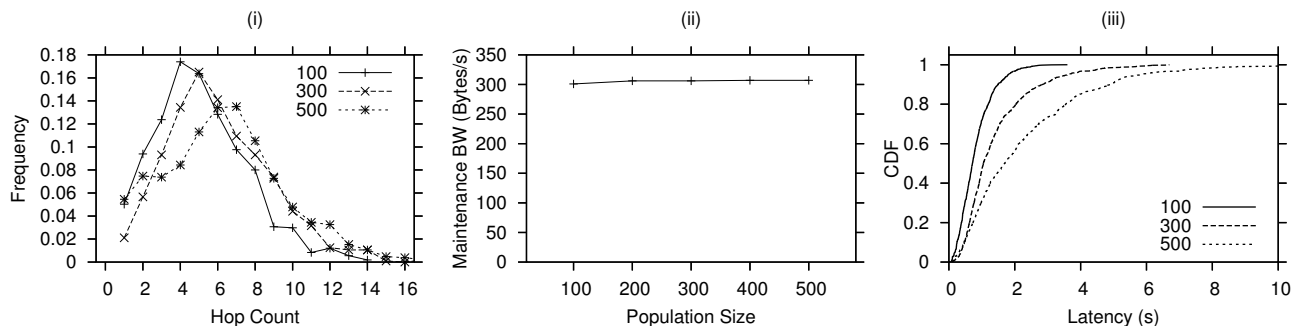 (i)
0.18
0.16
0.14
0.12
0.1
0.08
0.06
0.04
0.02
0
Frequency
100
300
500
0 2 4 6 8 10 12 14 16
Hop Count
(ii)
350
300
250
200
150
100
50
0
Maintenance BW (Bytes/s)
100 200 300 400 500
Population Size
(iii)
1
0.8
0.6
0.4
0.2
0
CDF
100
300
500
0 2 4 6 8 10
Latency (s)